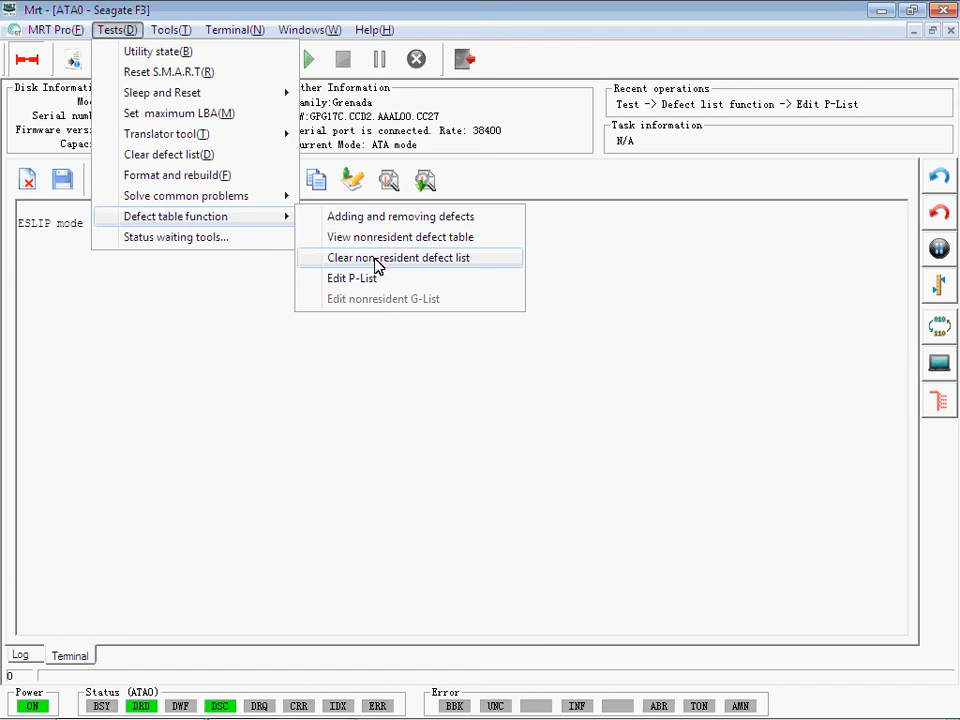 Mrt - [ATA0 - Seagate F3]
MRT Pro(F) Tests(D) Tools(T) Terminal(N) Windows(W) Help(H)
Utility state(B)
Reset S.M.A.R.T(R)
Sleep and Reset
Set maximum LBA(M)
Translator tool(T)
Clear defect list(D)
Format and rebuild(F)
Solve common problems
Defect table function
Status waiting tools...
Adding and removing defects
View nonresident defect table
Clear non-resident defect list
Edit P-List
Edit nonresident G-List
Disk Informati
Mo
Serial numb
Firmware vers
Capac
ther Information
amily:Grenada
W:GPG17C.CCD2.AAAL00.CC27
erial port is connected. Rate: 38400
urrent Mode: ATA mode
Recent operations
Test -> Defect list function -> Edit P-List
Task information
N/A
ESLIP mode
Log Terminal
0
Power
ON
Status (ATA0)
BSY DRD DWF DSC DRQ CRR IDX ERR
Error
BBK UNC INF ABR TON AMN